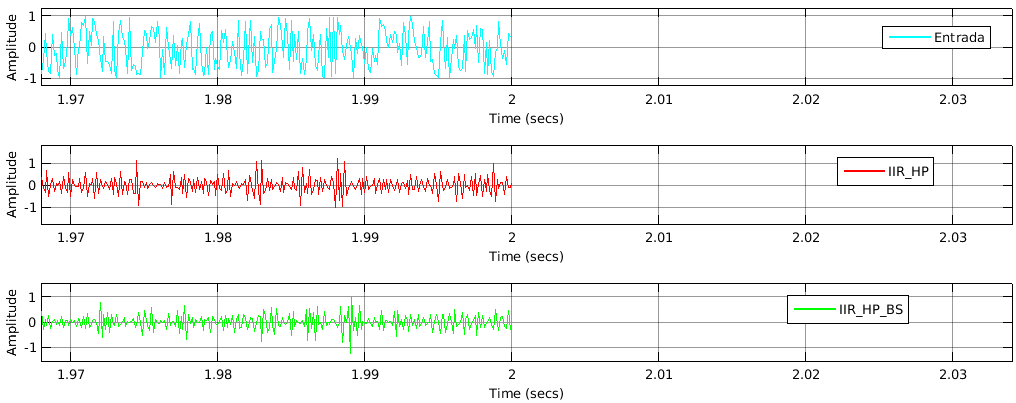 Amplitude
1
0
-1
Entrada
1.97 1.98 1.99 2 2.01 2.02 2.03
Time (secs)
Amplitude
1
0
-1
IIR_HP
1.97 1.98 1.99 2 2.01 2.02 2.03
Time (secs)
Amplitude
1
0
-1
IIR_HP_BS
1.97 1.98 1.99 2 2.01 2.02 2.03
Time (secs)